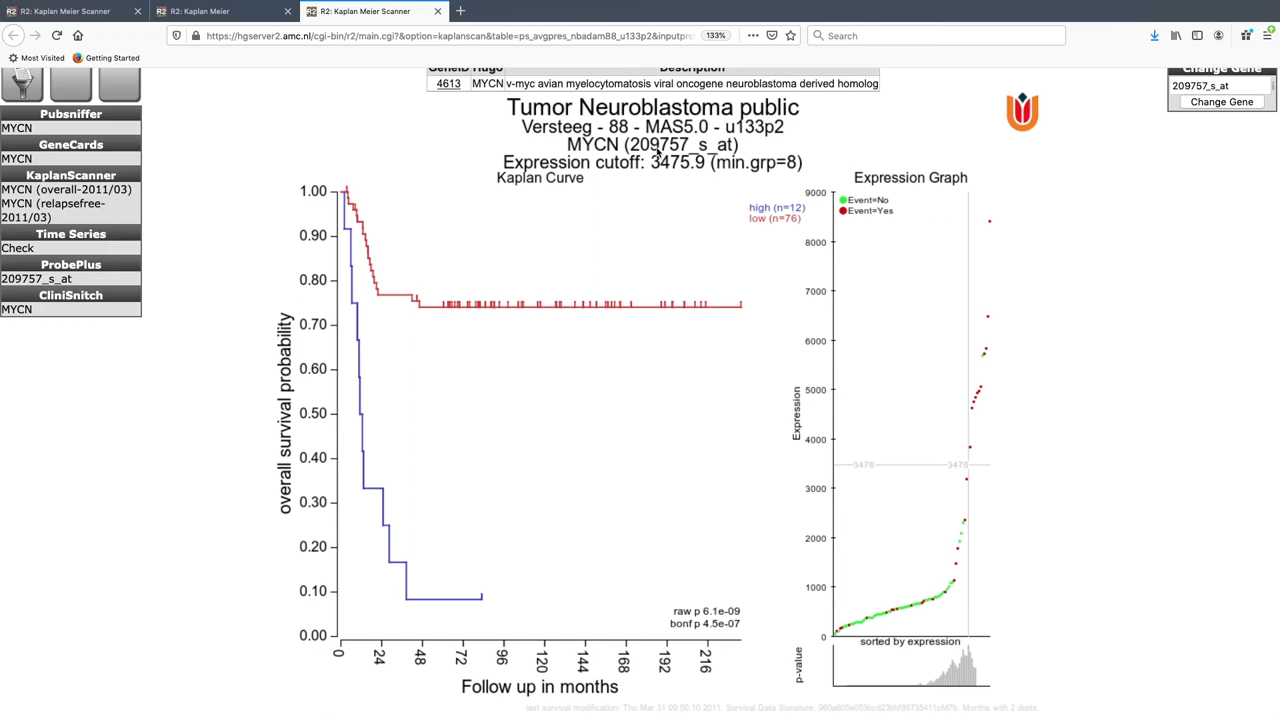 R2: Kaplan Meier Scanner
R2: Kaplan Meier
R2: Kaplan Meier Scanner
https://hgserver2.amc.nl/cgi-bin/r2/main.cgi?&option=kaplanscan&table=ps_avgpres_nbadam88_u133p2&inputpro
133%
Search
Most Visited
Getting Started
GeneID Hugo Description
4613 MYCN v-myc avian myelocytomatosis viral oncogene neuroblastoma derived homolog
Change Gene
209757_s_at
Change Gene
Pubsniffer
MYCN
GeneCards
MYCN
KaplanScanner
MYCN (overall-2011/03)
MYCN (relapsefree-
2011/03)
Time Series
Check
ProbePlus
209757_s_at
CliniSnitch
MYCN
Tumor Neuroblastoma public
Versteeg - 88 - MAS5.0 - u133p2
MYCN (209757_s_at)
Expression cutoff: 3475.9 (min.grp=8)
Kaplan Curve
high (n=12)
low (n=76)
overall survival probability
1.00
0.90
0.80
0.70
0.60
0.50
0.40
0.30
0.20
0.10
0.00
raw p 6.1e-09
bonf p 4.5e-07
0 24 48 72 96 120 144 168 192 216
Follow up in months
Expression Graph
Event=No
Event=Yes
Expression
9000
8000
7000
6000
5000
4000
3000
2000
1000
0
3476 3476
sorted by expression
p-value